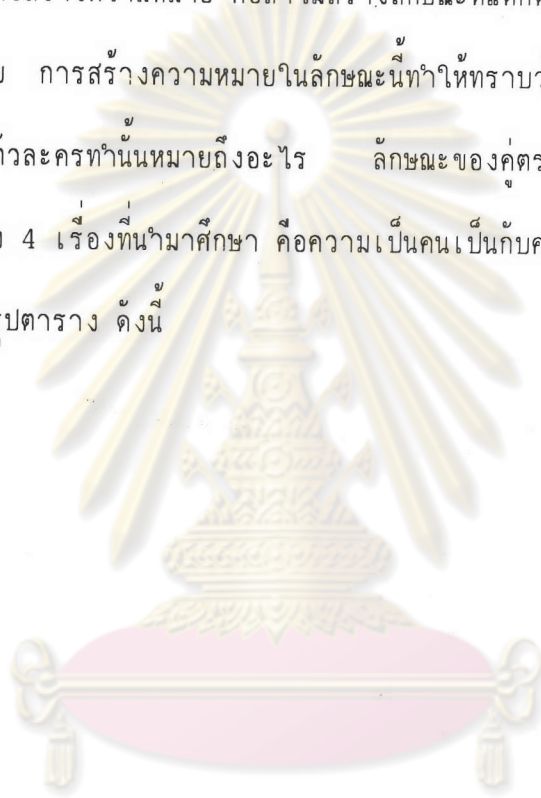 การสร้างความหมายในลักษณะนี้ทำให้ทราบ
ตัวละครทำนั้นหมายถึงอะไร ลักษณะของคู่ตร
4 เรื่องที่นำมาศึกษา คือความเป็นคนเป็นกับค
รูปตาราง ดังนี้